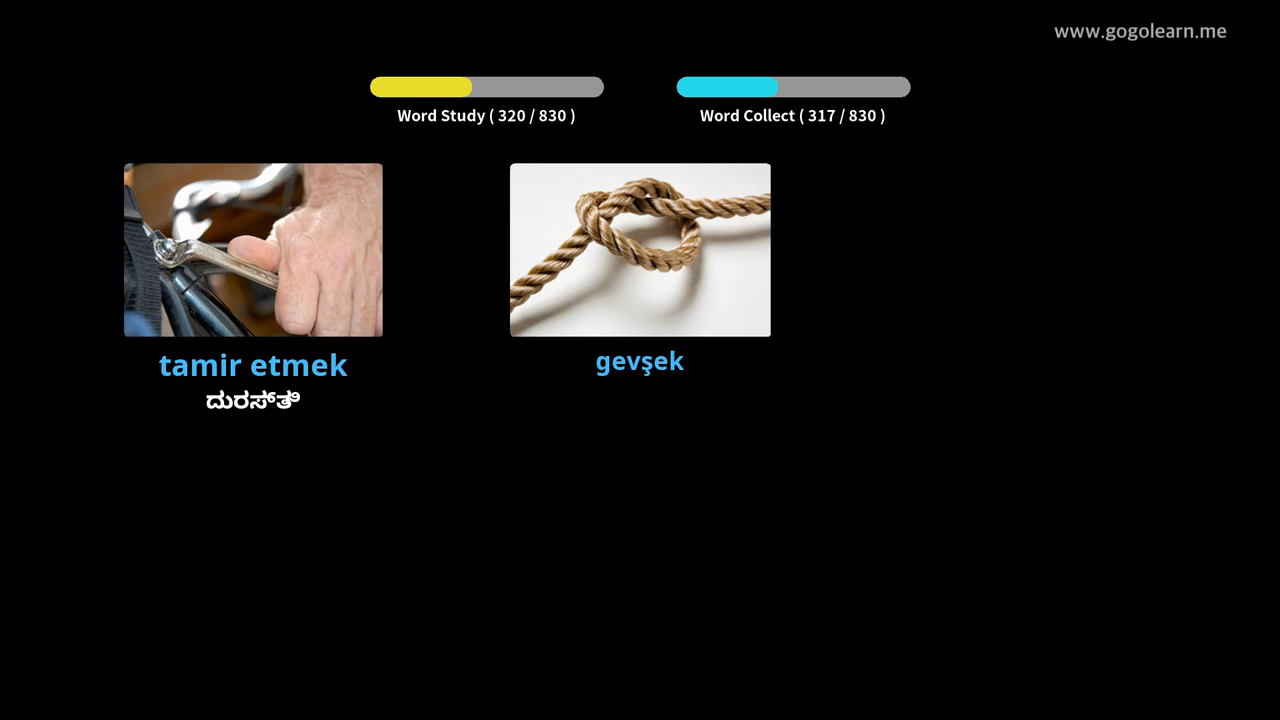 www.gogolearn.me
Word Study ( 320 / 830 )
Word Collect ( 317 / 830 )
tamir etmek
gevşek
ದುರಸ್ತಿ